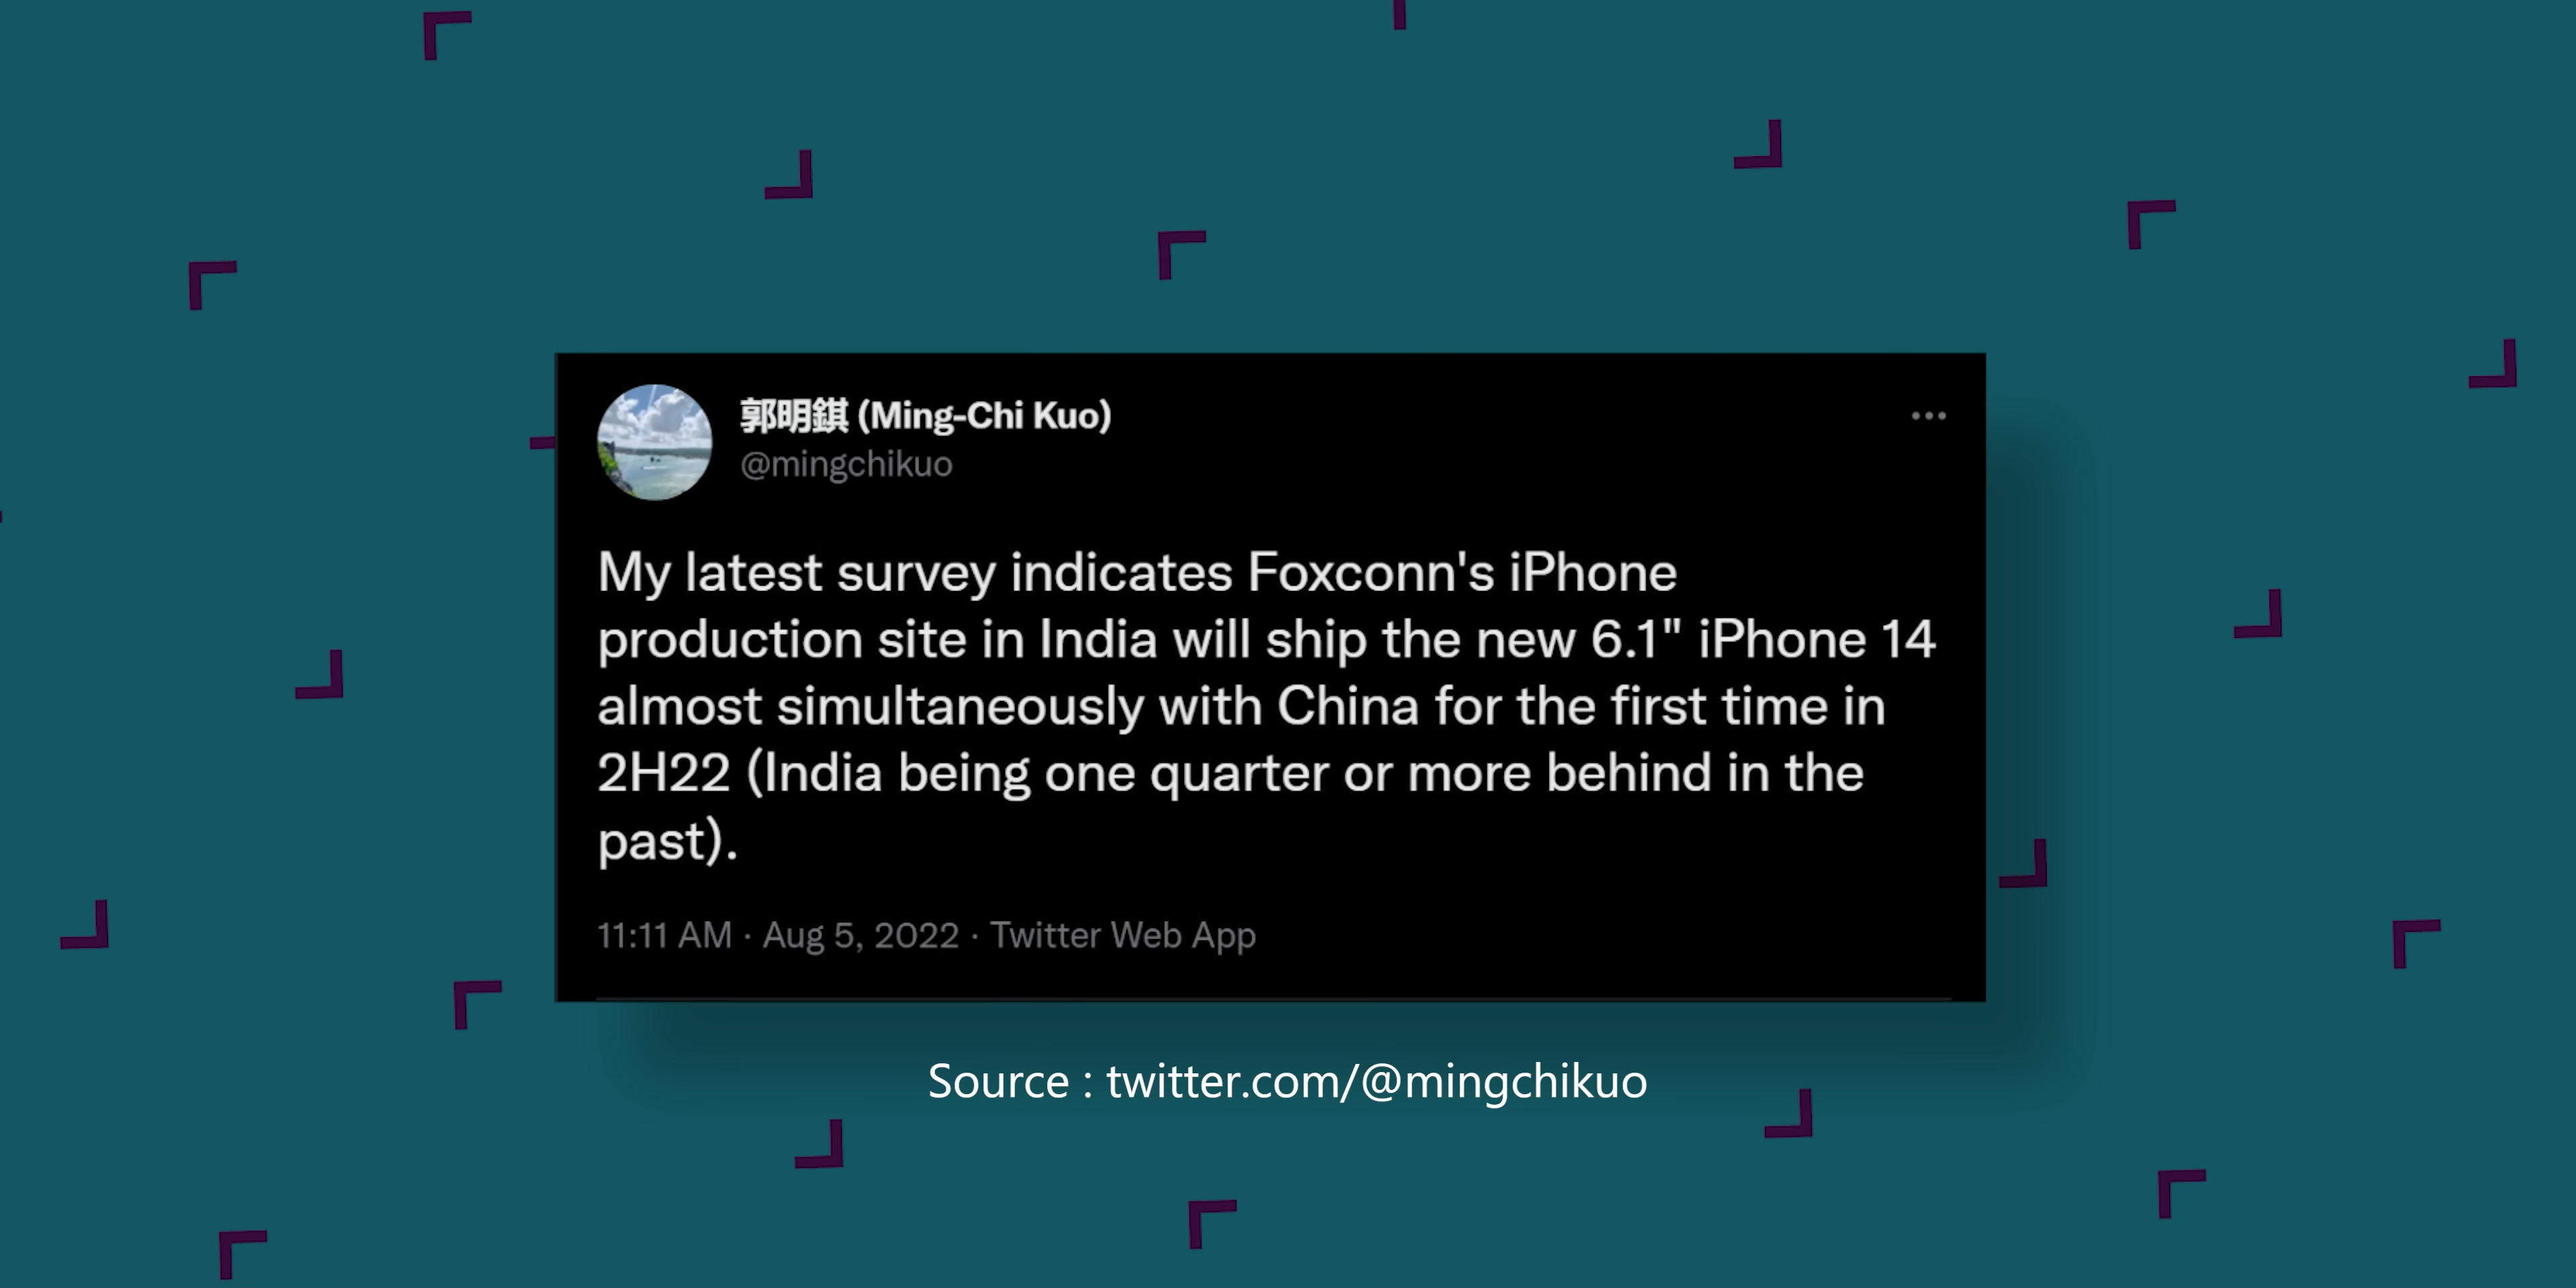 郭明錤 (Ming-Chi Kuo)
@mingchikuo
My latest survey indicates Foxconn's iPhone
production site in India will ship the new 6.1" iPhone 14
almost simultaneously with China for the first time in
2H22 (India being one quarter or more behind in the
past).
11:11 AM · Aug 5, 2022 · Twitter Web App
Source : twitter.com/@mingchikuo